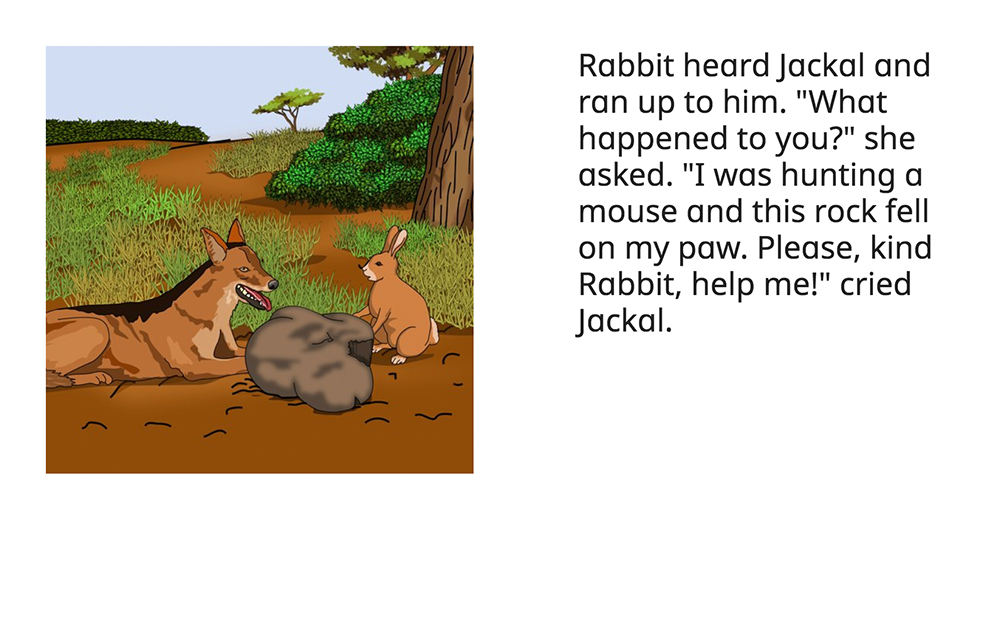 Rabbit heard Jackal and
ran up to him. "What
happened to you?" she
asked. "I was hunting a
mouse and this rock fell
on my paw. Please, kind
Rabbit, help me!" cried
Jackal.